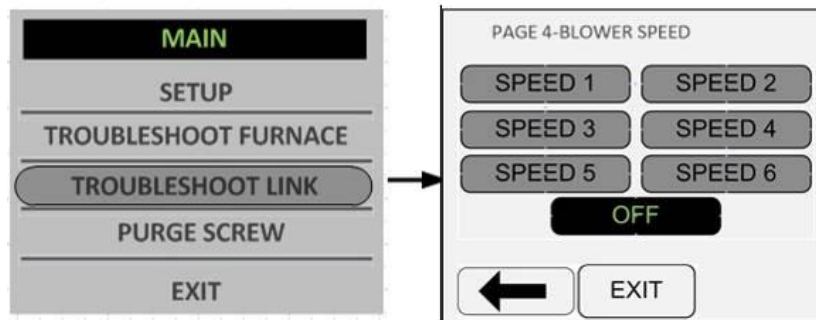 MAIN
SETUP
TROUBLESHOOT FURNACE
TROUBLESHOOT LINK
PURGE SCREW
EXIT
PAGE 4-BLOWER SPEED
SPEED 1 SPEED 2
SPEED 3 SPEED 4
SPEED 5 SPEED 6
OFF
EXIT